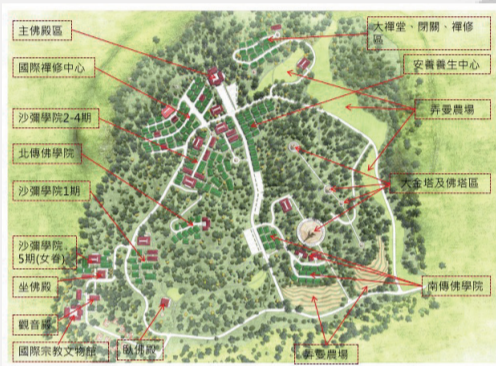 主佛殿區
國際禪修中心
沙彌學院2-4期
北傳佛學院
沙彌學院1期
沙彌學院
5期(女眷)
坐佛殿
觀音殿
國際宗教文物館
臥佛殿
大禪堂、閉關、禪修
區
安養養生中心
弄曼農場
大金塔及佛塔區
南傳佛學院
弄曼農場